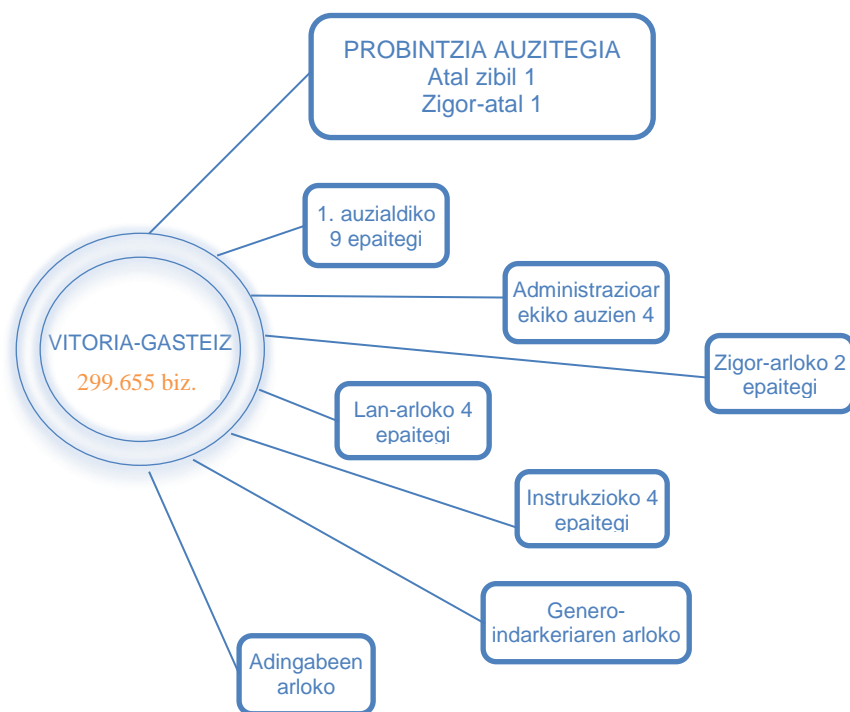 PROBINTZIA AUZITEGIA
Atal zibil 1
Zigor-atal 1
1. auzialdiko
9 epaitegi
Administrazioar
ekiko auzien 4
VITORIA-GASTEIZ
299.655 biz.
Zigor-arloko 2
epaitegi
Lan-arloko 4
epaitegi
Instrukzioko 4
epaitegi
Genero-
indarkeriaren arloko
Adingabeen
arloko